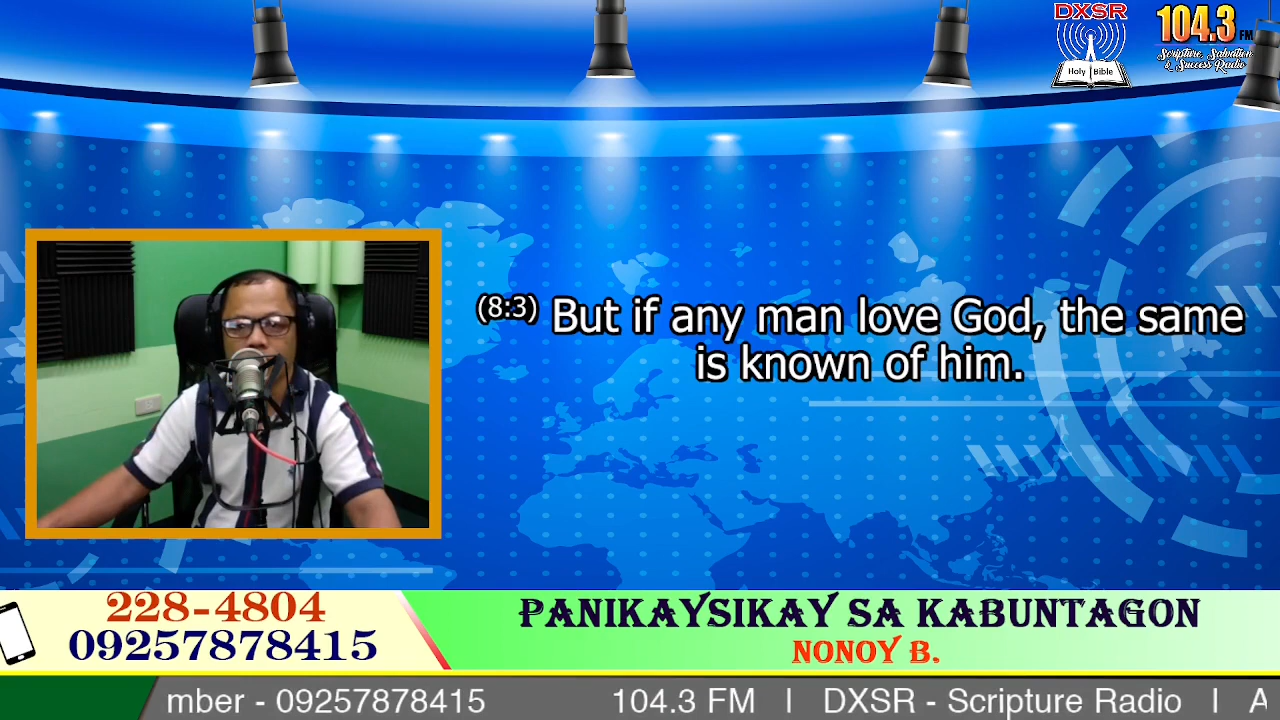 DXSR
Holy Bible
104.3 FM
Scripture, Salvation
& Success Radio
(8:3) But if any man love God, the same
is known of him.
228-4804
09257878415
PANIKAYSIKAY SA KABUNTAGON
NONOY B.
mber - 09257878415 104.3 FM I DXSR - Scripture Radio I A